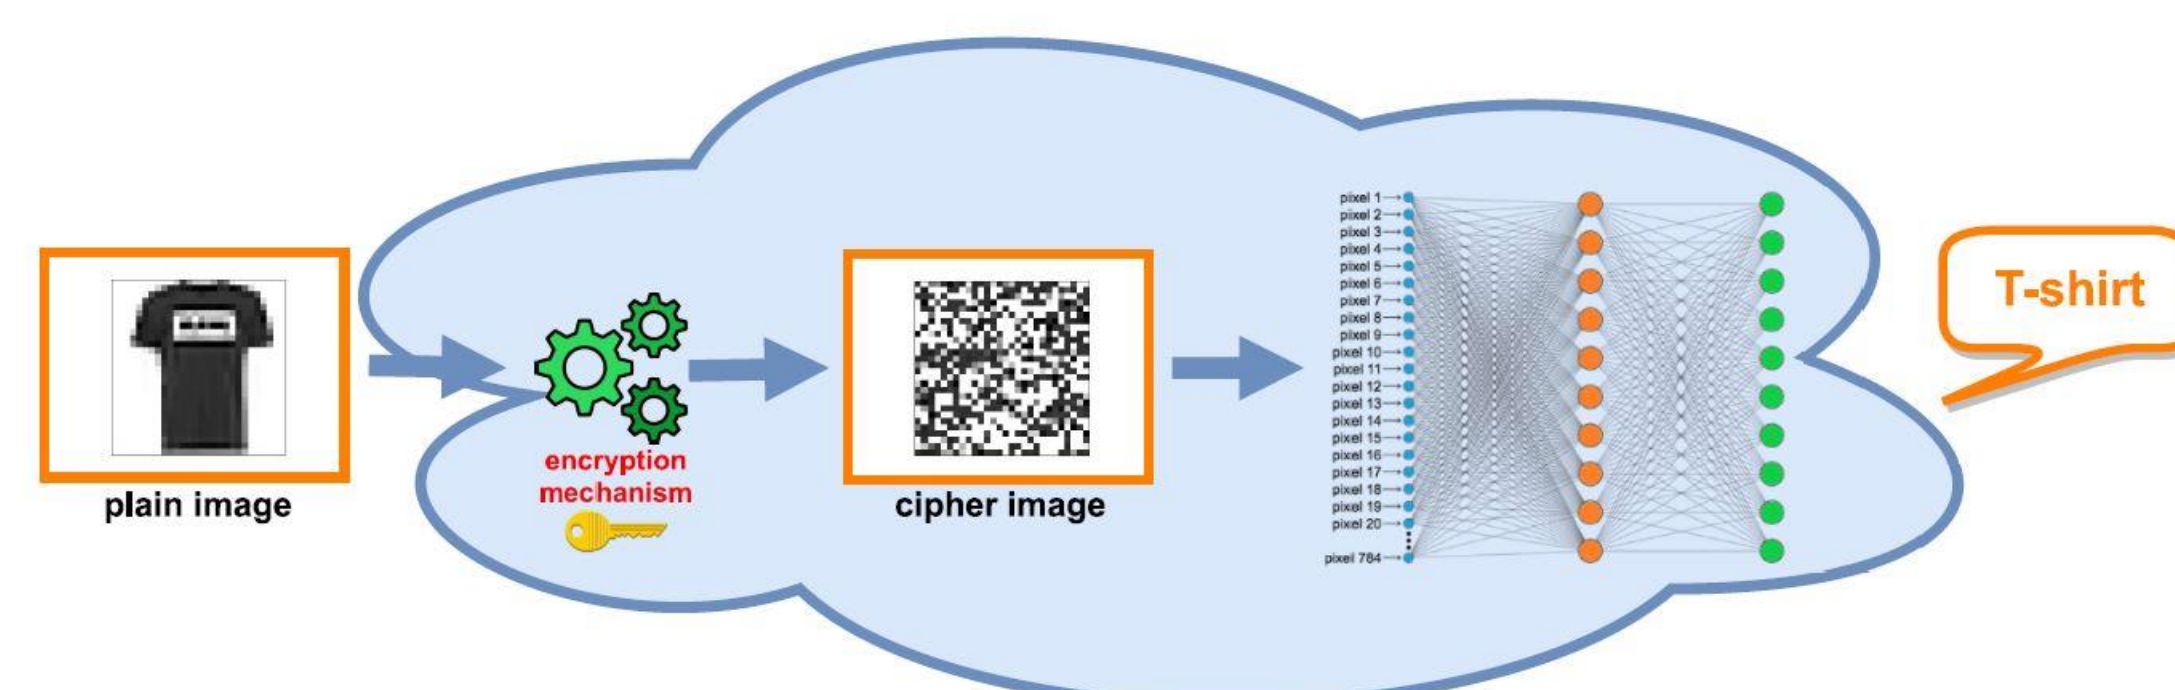 plain image
encryption
mechanism
cipher image
pixel 1
pixel 2
pixel 3
pixel 4
pixel 5
pixel 6
pixel 7
pixel 8
pixel 9
pixel 10
pixel 11
pixel 12
pixel 13
pixel 14
pixel 15
pixel 16
pixel 17
pixel 18
pixel 19
pixel 20
pixel 784
T-shirt